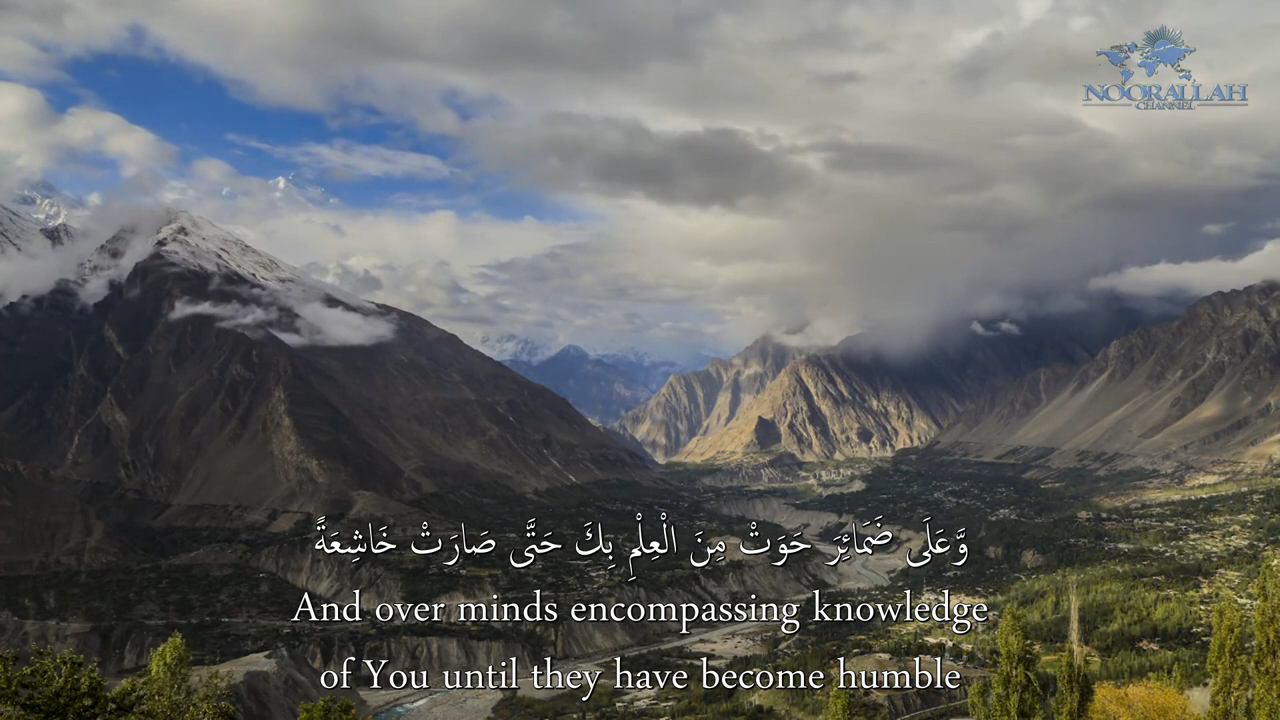 NOORALLAH
CHANNEL
وَّعَلَى ضَمَائِرَ حَوَتْ مِنَ الْعِلْمِ بِكَ حَتَّى صَارَتْ خَاشِعَةً
And over minds encompassing knowledge
of You until they have become humble